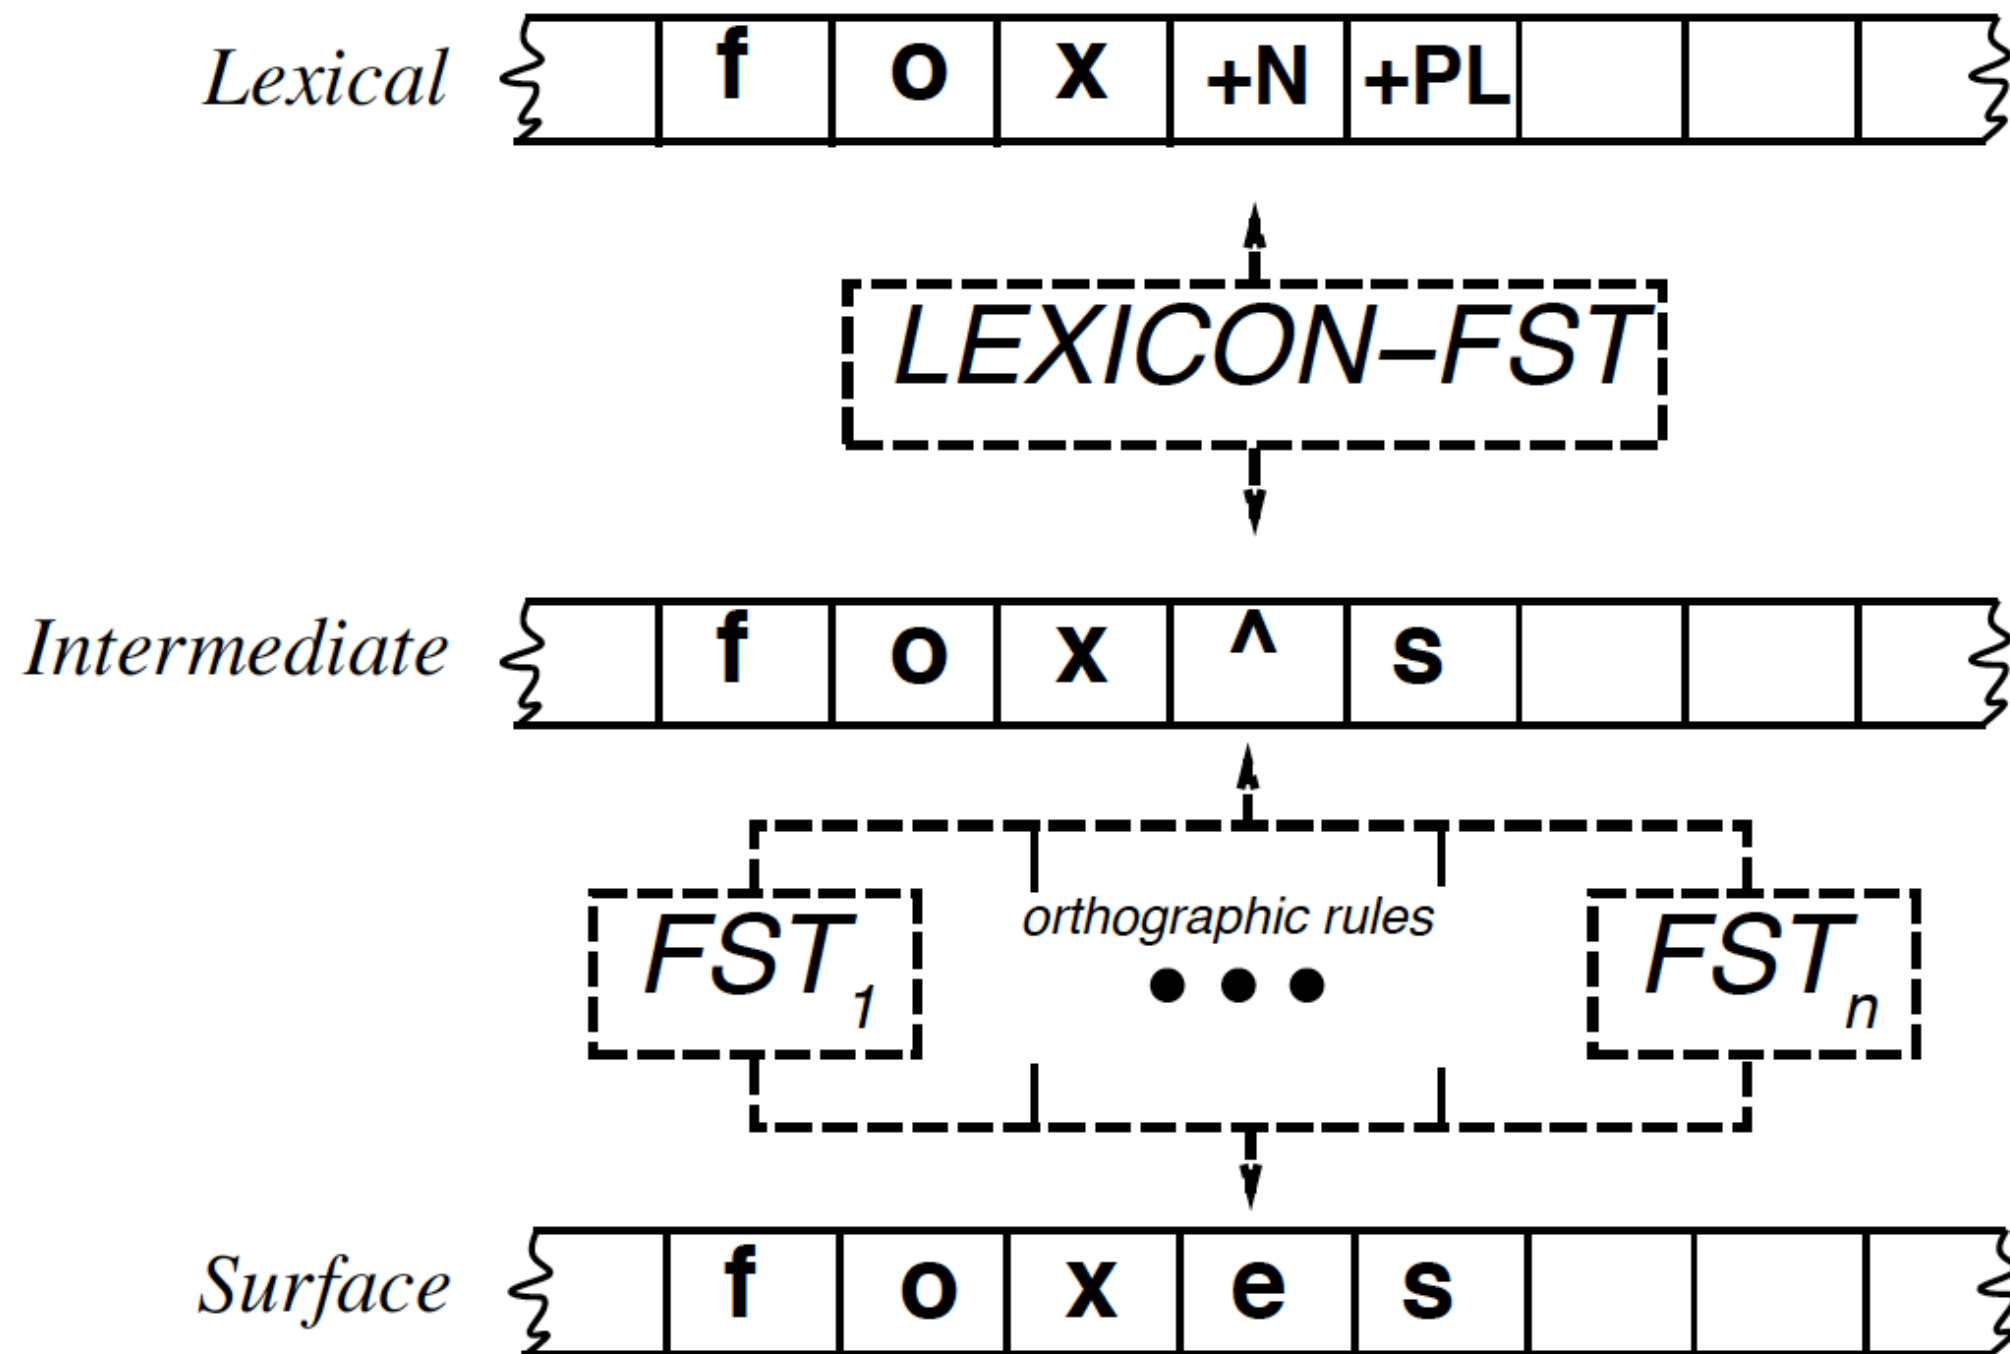 Lexical f o x +N +PL
LEXICON–FST
Intermediate f o x ^ s
orthographic rules
FST1 ••• FSTn
Surface f o x e s